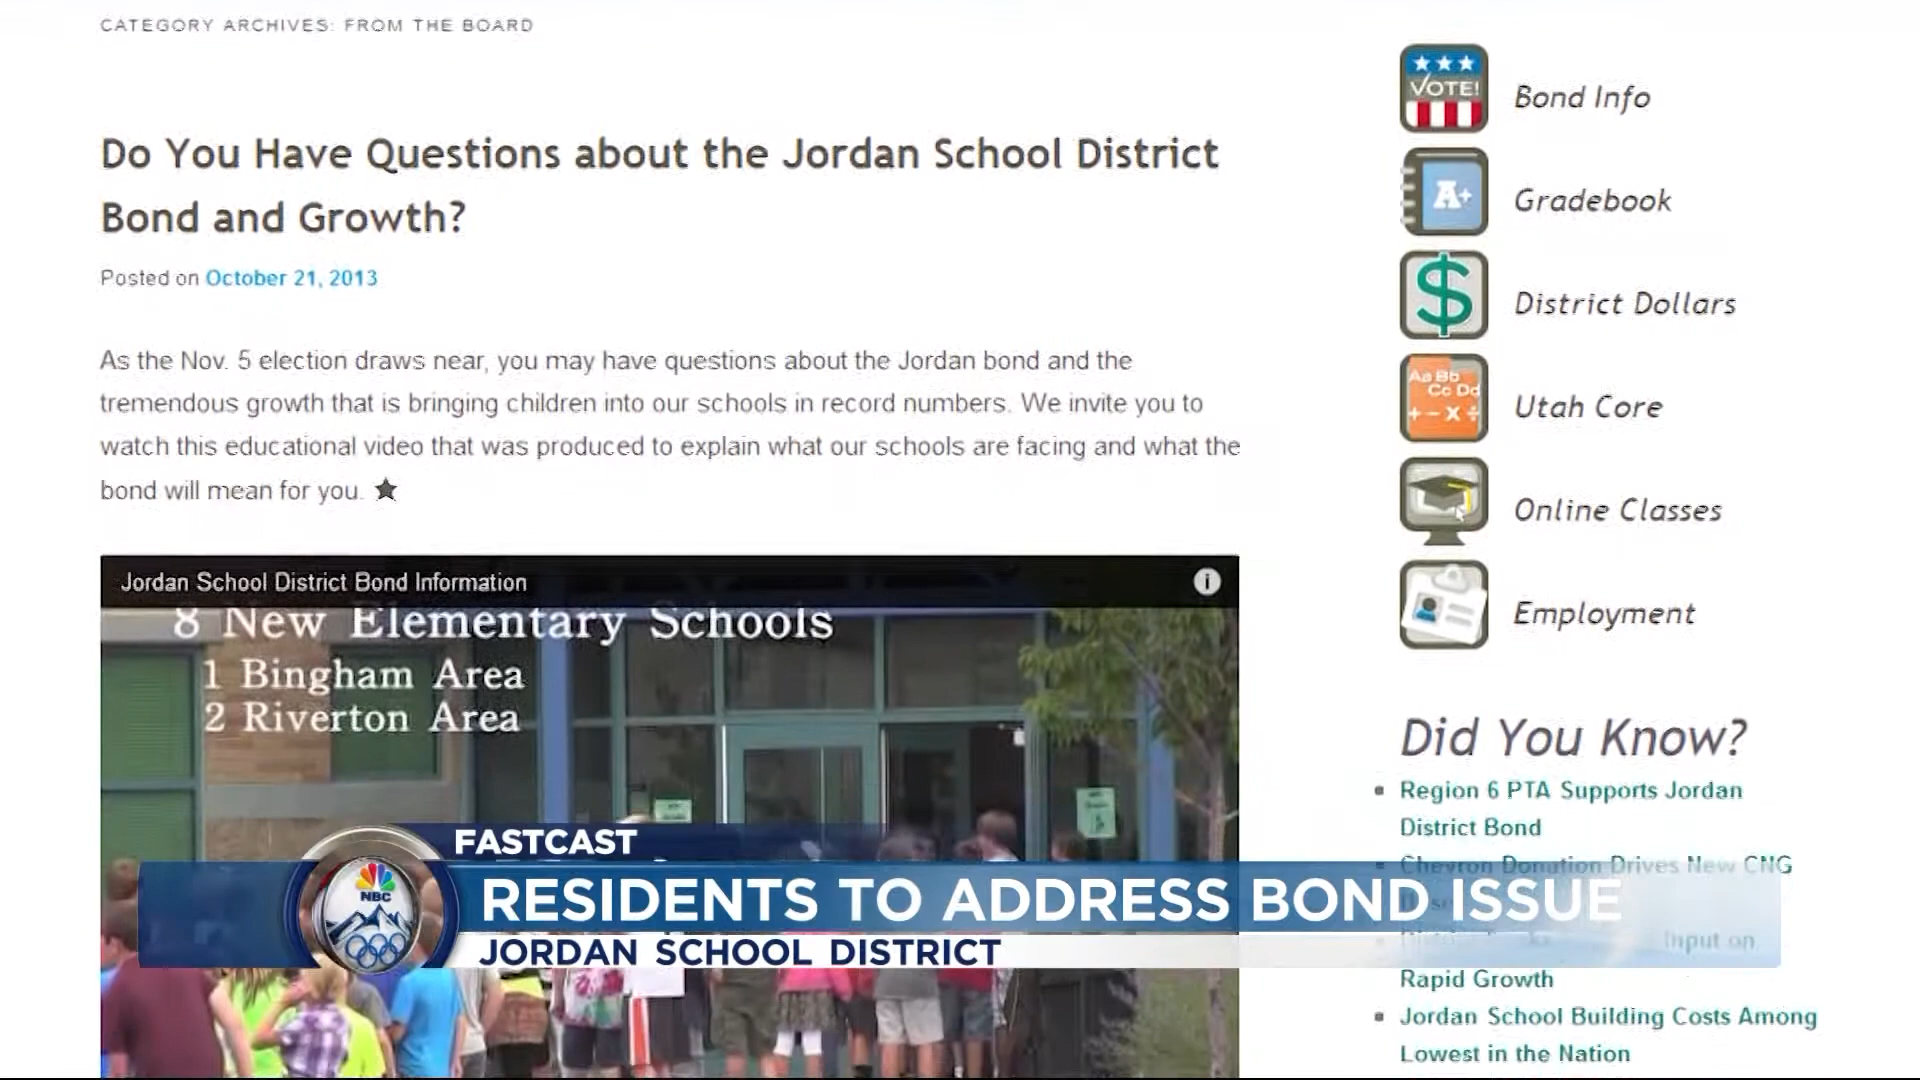 CATEGORY ARCHIVES: FROM THE BOARD
Do You Have Questions about the Jordan School District
Bond and Growth?
Posted on October 21, 2013
As the Nov. 5 election draws near, you may have questions about the Jordan bond and the
tremendous growth that is bringing children into our schools in record numbers. We invite you to
watch this educational video that was produced to explain what our schools are facing and what the
bond will mean for you.
Jordan School District Bond Information
8 New Elementary Schools
1 Bingham Area
2 Riverton Area
VOTE!
Bond Info
A+
Gradebook
$
District Dollars
Aa Bb
Cc Dd
+ - x ÷
Utah Core
Online Classes
Employment
Did You Know?
Region 6 PTA Supports Jordan
District Bond
Chevron Donation Drives New CNG
Input on
Rapid Growth
Jordan School Building Costs Among
Lowest in the Nation
FASTCAST
NBC
RESIDENTS TO ADDRESS BOND ISSUE
JORDAN SCHOOL DISTRICT